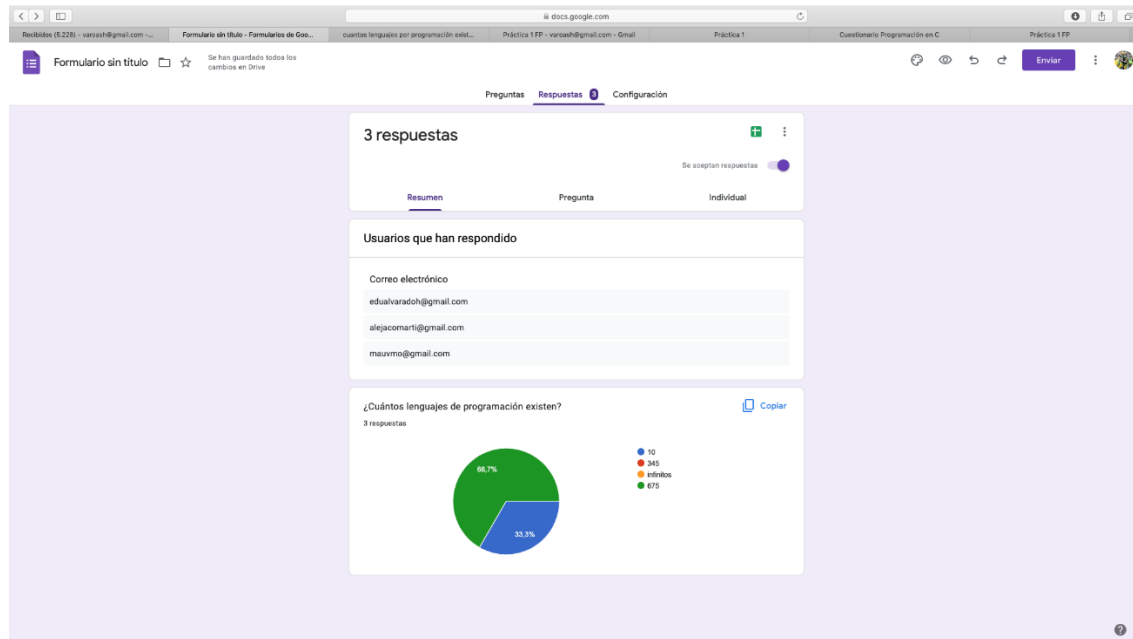 docs.google.com
Recibidos (5.228) - varoash@gmail.com -...
Formulario sin título - Formularios de Goo...
cuantos lenguajes por programación exist...
Práctica 1 FP - varoash@gmail.com - Gmail
Práctica 1
Cuestionario Programación en C
Práctica 1 FP
Formulario sin título
Se han guardado todos los
cambios en Drive
Enviar
Preguntas
Respuestas 3
Configuración
3 respuestas
Se aceptan respuestas
Resumen
Pregunta
Individual
Usuarios que han respondido
Correo electrónico
edualvaradoh@gmail.com
alejacomarti@gmail.com
mauvmo@gmail.com
¿Cuántos lenguajes de programación existen?
Copiar
3 respuestas
10
345
infinitos
675
66,7%
33,3%